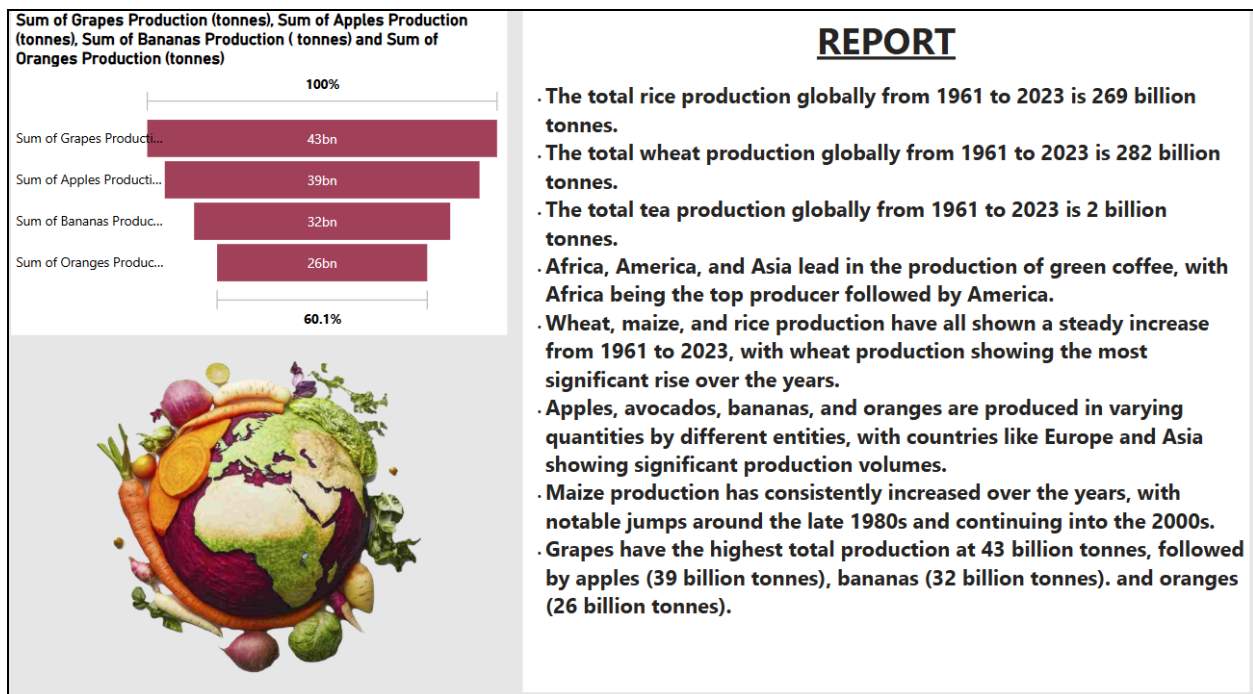 Sum of Grapes Production (tonnes), Sum of Apples Production
(tonnes), Sum of Bananas Production ( tonnes) and Sum of
Oranges Production (tonnes)
100%
Sum of Grapes Producti...
43bn
Sum of Apples Producti...
39bn
Sum of Bananas Produc...
32bn
Sum of Oranges Produc...
26bn
60.1%
REPORT
. The total rice production globally from 1961 to 2023 is 269 billion
tonnes.
. The total wheat production globally from 1961 to 2023 is 282 billion
tonnes.
. The total tea production globally from 1961 to 2023 is 2 billion
tonnes.
. Africa, America, and Asia lead in the production of green coffee, with
Africa being the top producer followed by America.
. Wheat, maize, and rice production have all shown a steady increase
from 1961 to 2023, with wheat production showing the most
significant rise over the years.
. Apples, avocados, bananas, and oranges are produced in varying
quantities by different entities, with countries like Europe and Asia
showing significant production volumes.
. Maize production has consistently increased over the years, with
notable jumps around the late 1980s and continuing into the 2000s.
. Grapes have the highest total production at 43 billion tonnes, followed
by apples (39 billion tonnes), bananas (32 billion tonnes). and oranges
(26 billion tonnes).